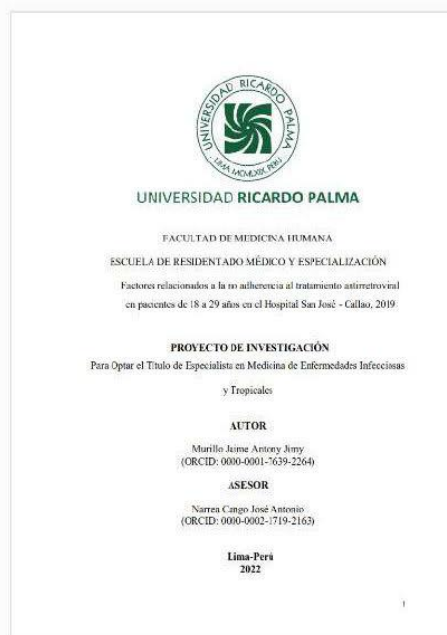 UNIVERSIDAD RICARDO PALMA
LIMA MCMLXIX PERU
UNIVERSIDAD RICARDO PALMA
FACULTAD DE MEDICINA HUMANA
ESCUELA DE RESIDENTADO MÉDICO Y ESPECIALIZACIÓN
Factores relacionados a la no adherencia al tratamiento antirretroviral
en pacientes de 18 a 29 años en el Hospital San José - Callao, 2019
PROYECTO DE INVESTIGACIÓN
Para Optar el Título de Especialista en Medicina de Enfermedades Infecciosas
y Tropicales
AUTOR
Murillo Jaime Antony Jimy
(ORCID: 0000-0001-7639-2264)
ASESOR
Narrea Cango José Antonio
(ORCID: 0000-0002-1719-2163)
Lima-Perú
2022
1